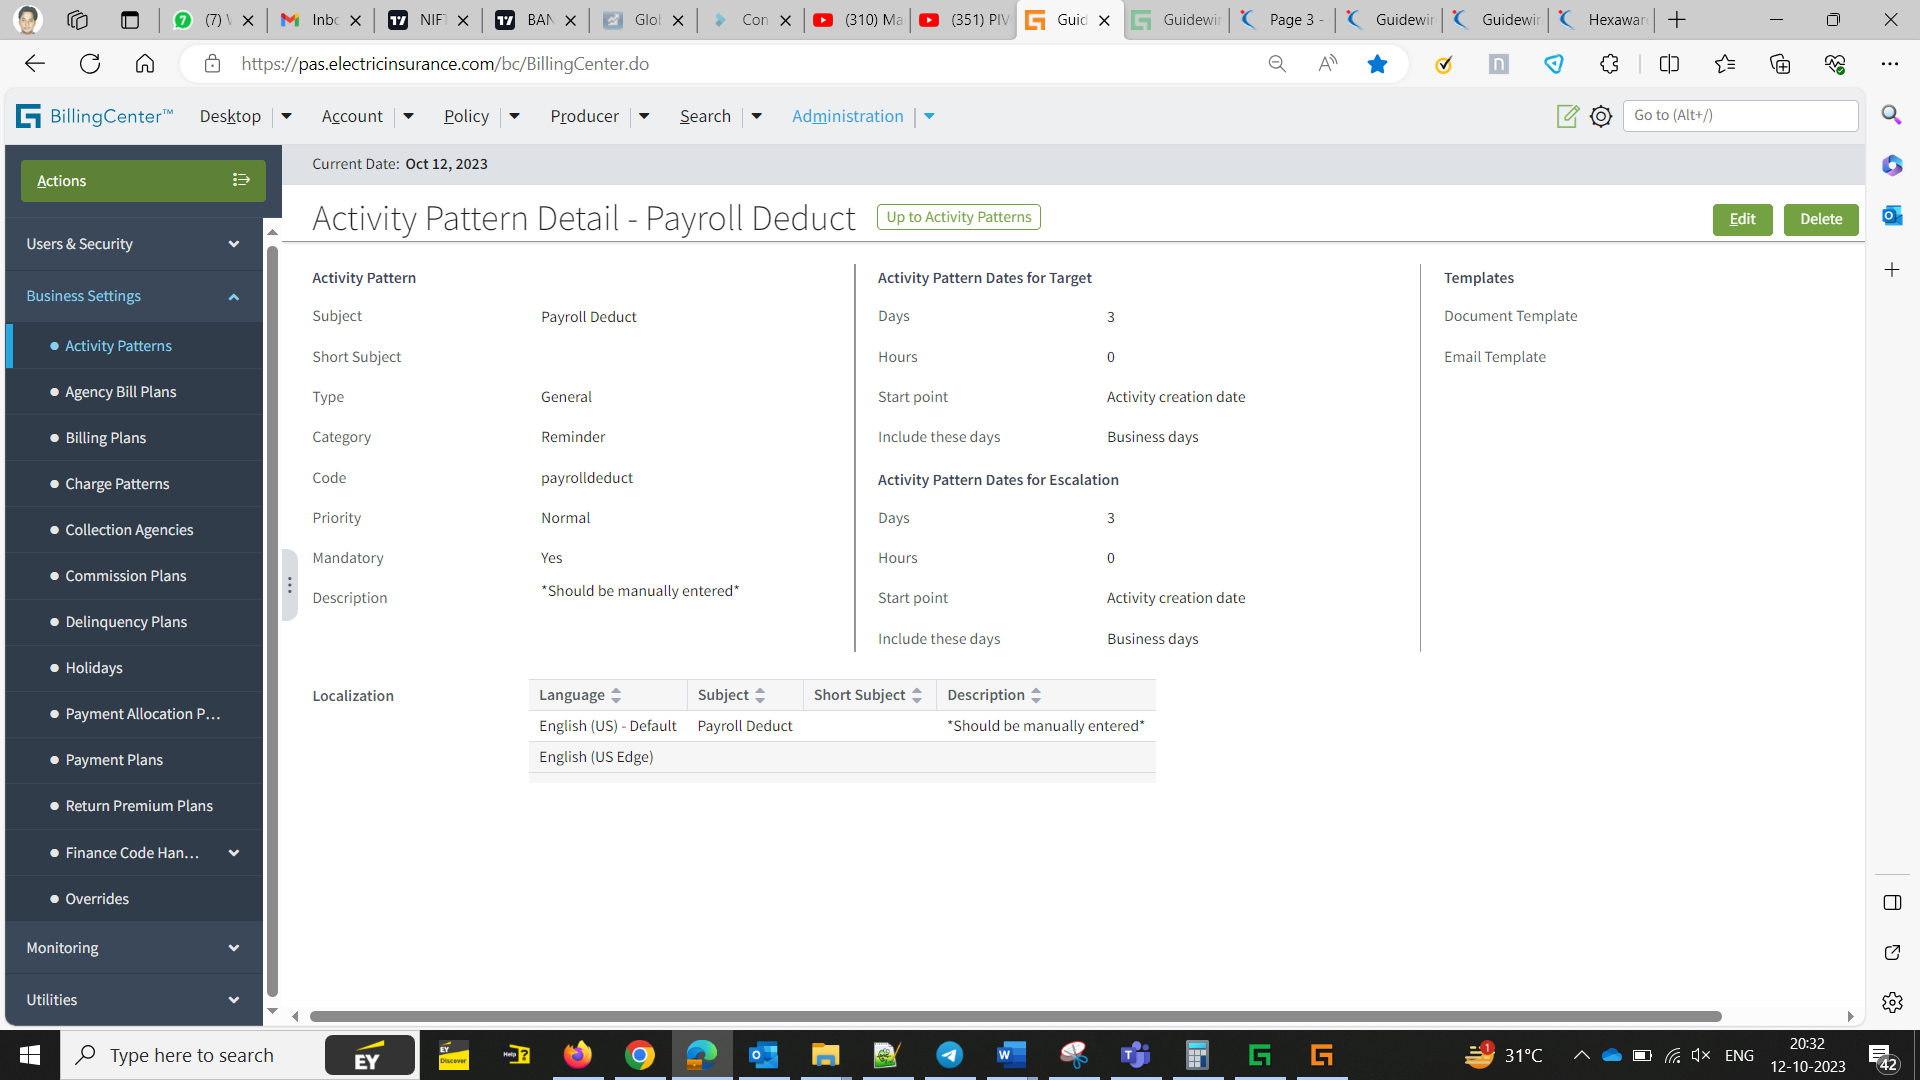 (7) W
Inbo
NIFT
BAN
Glob
Con
(310) Ma
(351) PIV
Guid
Guidewir
Page 3 -
Guidewir
Guidewir
Hexawar
https://pas.electricinsurance.com/bc/BillingCenter.do
BillingCenter™
Desktop
Account
Policy
Producer
Search
Administration
Go to (Alt+/)
Actions
Current Date: Oct 12, 2023
Activity Pattern Detail - Payroll Deduct
Up to Activity Patterns
Edit
Delete
Users & Security
Business Settings
Activity Patterns
Agency Bill Plans
Billing Plans
Charge Patterns
Collection Agencies
Commission Plans
Delinquency Plans
Holidays
Payment Allocation P...
Payment Plans
Return Premium Plans
Finance Code Han...
Overrides
Monitoring
Utilities
Activity Pattern
Subject Payroll Deduct
Short Subject
Type General
Category Reminder
Code payrolldeduct
Priority Normal
Mandatory Yes
Description *Should be manually entered*
Activity Pattern Dates for Target
Days 3
Hours 0
Start point Activity creation date
Include these days Business days
Activity Pattern Dates for Escalation
Days 3
Hours 0
Start point Activity creation date
Include these days Business days
Templates
Document Template
Email Template
Localization
Language Subject Short Subject Description
English (US) - Default Payroll Deduct *Should be manually entered*
English (US Edge)
Type here to search
EY
EY
Discover
Help ?
1
31°C
ENG
20:32
12-10-2023
42